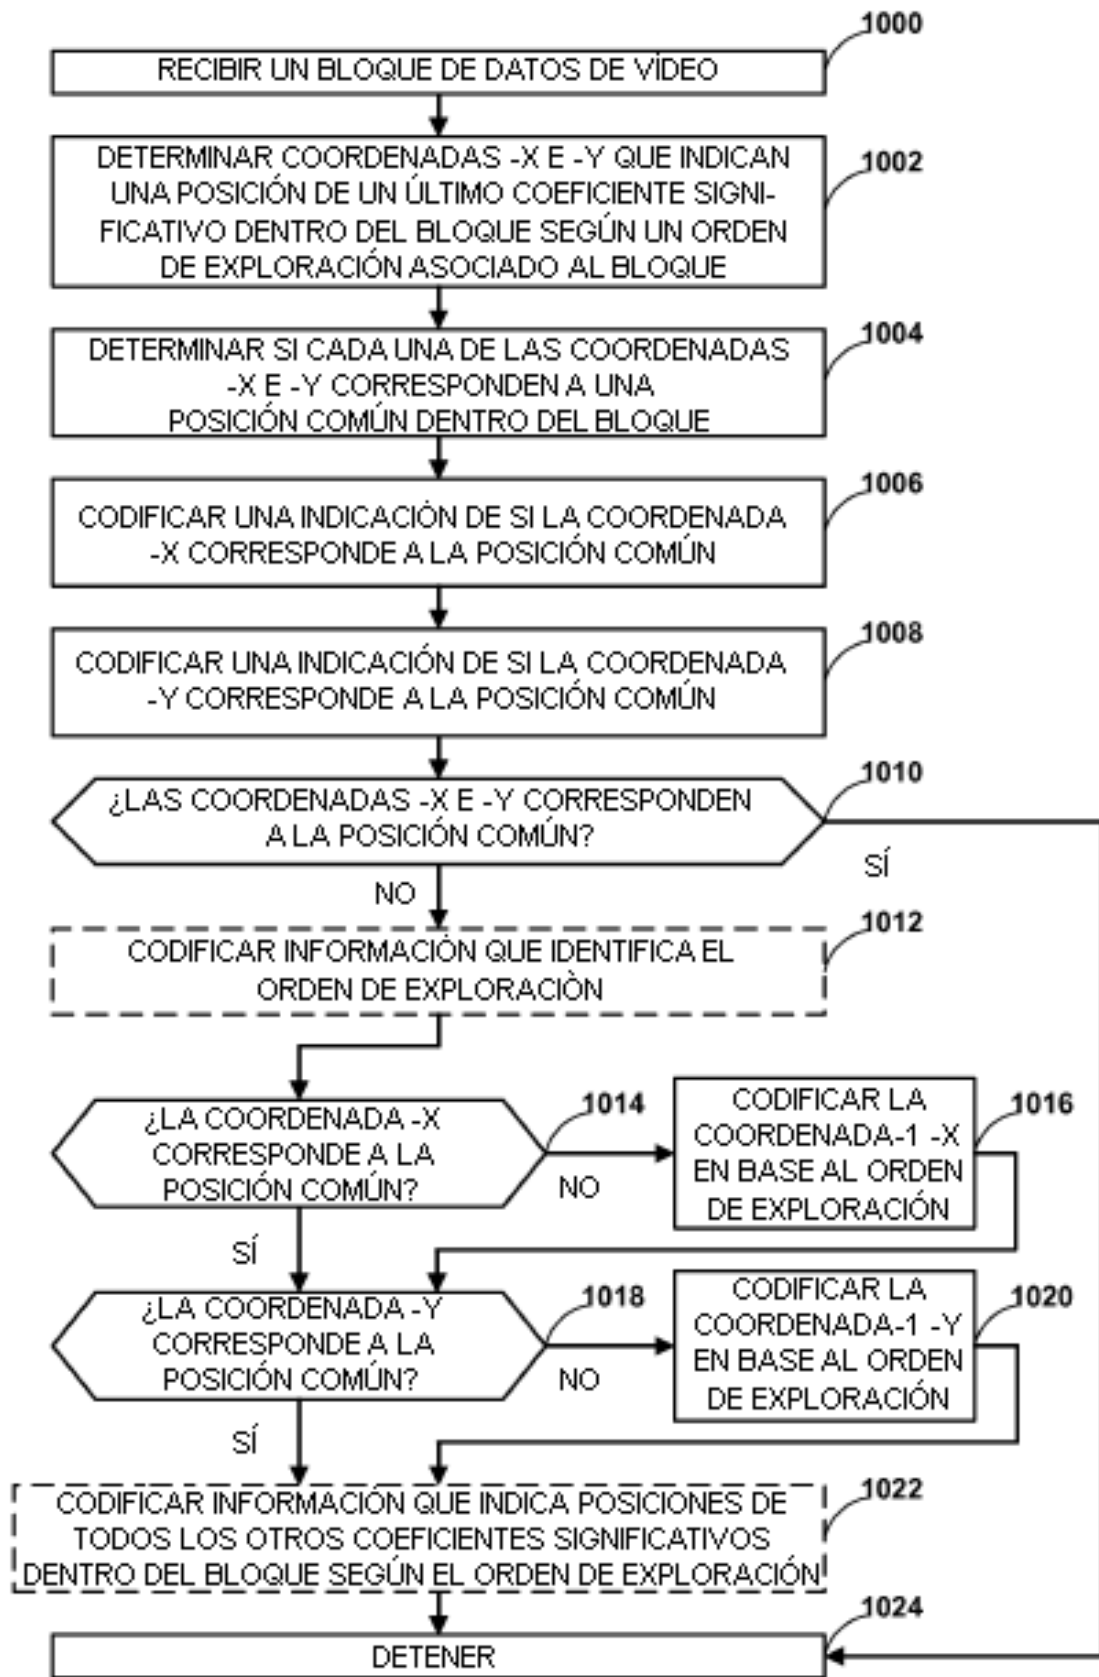 1000
RECIBIR UN BLOQUE DE DATOS DE VÍDEO
1002
DETERMINAR COORDENADAS -X E -Y QUE INDICAN
UNA POSICIÓN DE UN ÚLTIMO COEFICIENTE SIGNI-
FICATIVO DENTRO DEL BLOQUE SEGÚN UN ORDEN
DE EXPLORACIÓN ASOCIADO AL BLOQUE
1004
DETERMINAR SI CADA UNA DE LAS COORDENADAS
-X E -Y CORRESPONDEN A UNA
POSICIÓN COMÚN DENTRO DEL BLOQUE
1006
CODIFICAR UNA INDICACIÓN DE SI LA COORDENADA
-X CORRESPONDE A LA POSICIÓN COMÚN
1008
CODIFICAR UNA INDICACIÓN DE SI LA COORDENADA
-Y CORRESPONDE A LA POSICIÓN COMÚN
1010
¿LAS COORDENADAS -X E -Y CORRESPONDEN
A LA POSICIÓN COMÚN?
SÍ
NO
1012
CODIFICAR INFORMACIÓN QUE IDENTIFICA EL
ORDEN DE EXPLORACIÒN
1014
¿LA COORDENADA -X
CORRESPONDE A LA
POSICIÓN COMÚN?
NO
SÍ
1016
CODIFICAR LA
COORDENADA-1 -X
EN BASE AL ORDEN
DE EXPLORACIÓN
1018
¿LA COORDENADA -Y
CORRESPONDE A LA
POSICIÓN COMÚN?
NO
SÍ
1020
CODIFICAR LA
COORDENADA-1 -Y
EN BASE AL ORDEN
DE EXPLORACIÓN
1022
CODIFICAR INFORMACIÓN QUE INDICA POSICIONES DE
TODOS LOS OTROS COEFICIENTES SIGNIFICATIVOS
DENTRO DEL BLOQUE SEGÚN EL ORDEN DE EXPLORACIÓN
1024
DETENER